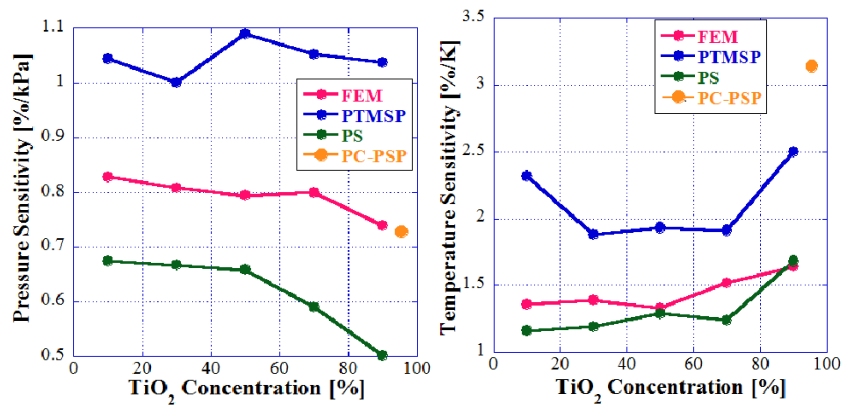 1.1
1
0.9
0.8
0.7
0.6
0.5
Pressure Sensitivity [%/kPa]
FEM
PTMSP
PS
PC-PSP
0 20 40 60 80 100
TiO2 Concentration [%]
3.5
3
2.5
2
1.5
1
Temperature Sensitivity [%/K]
FEM
PTMSP
PS
PC-PSP
0 20 40 60 80 100
TiO2 Concentration [%]